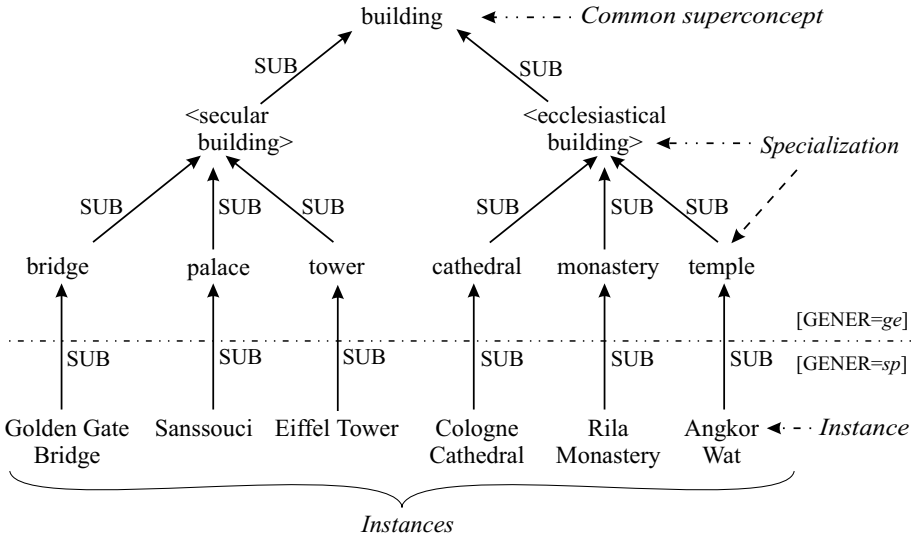 building
Common superconcept
SUB
SUB
<secular
building>
<ecclesiastical
building>
Specialization
SUB
SUB
SUB
SUB
SUB
SUB
bridge
palace
tower
cathedral
monastery
temple
[GENER=ge]
SUB
SUB
SUB
SUB
SUB
SUB
[GENER=sp]
Golden Gate
Bridge
Sanssouci
Eiffel Tower
Cologne
Cathedral
Rila
Monastery
Angkor
Wat
Instance
Instances